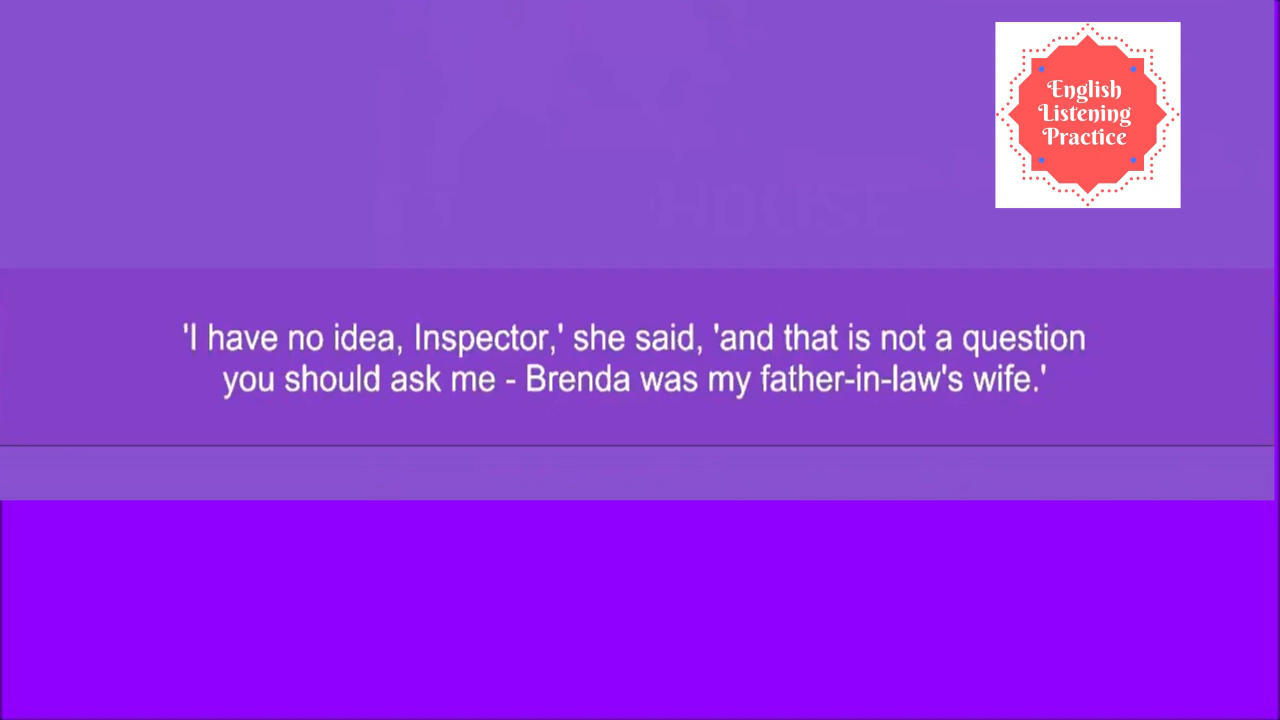 English
Listening
Practice
HOUSE
'I have no idea, Inspector,' she said, 'and that is not a question
you should ask me - Brenda was my father-in-law's wife.'